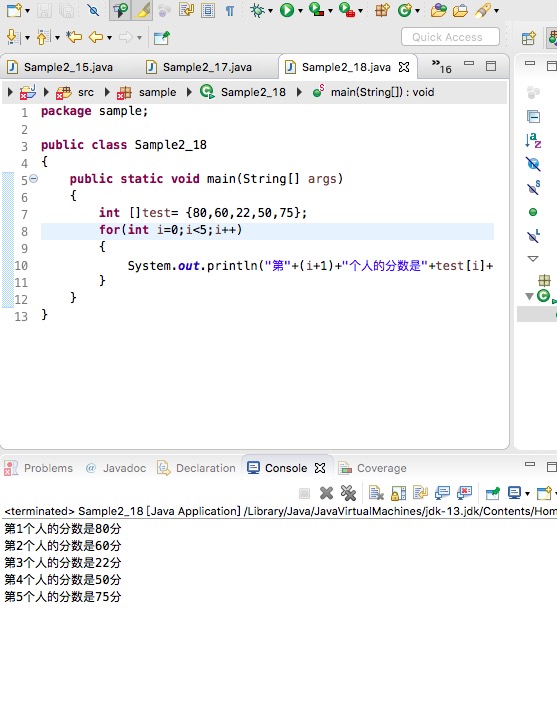 Quick Access
Sample2_15.java
Sample2_17.java
Sample2_18.java
»16
src
sample
Sample2_18
main(String[]) : void
1 package sample;
2
3 public class Sample2_18
4 {
5 public static void main(String[] args)
6 {
7 int []test= {80,60,22,50,75};
8 for(int i=0;i<5;i++)
9 {
10 System.out.println("第"+(i+1)+"个人的分数是"+test[i]+
11 }
12 }
13 }
Problems @ Javadoc Declaration Console Coverage
<terminated> Sample2_18 [Java Application] /Library/Java/JavaVirtualMachines/jdk-13.jdk/Contents/Hom
第1个人的分数是80分
第2个人的分数是60分
第3个人的分数是22分
第4个人的分数是50分
第5个人的分数是75分